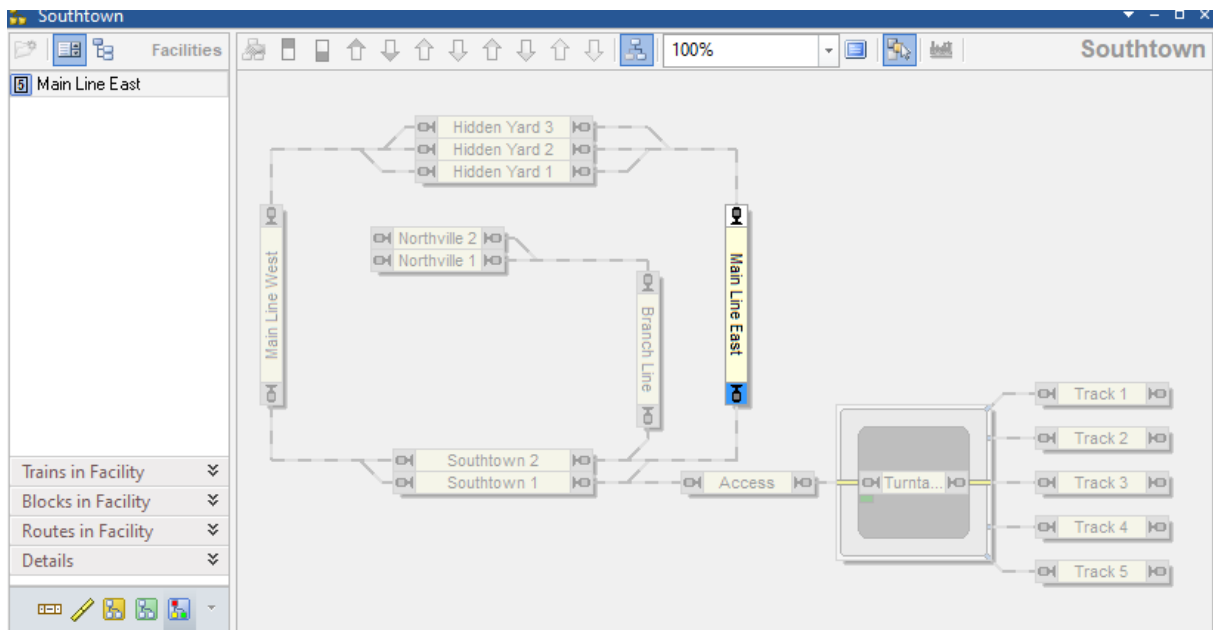 Southtown
Facilities
100%
Southtown
5 Main Line East
Hidden Yard 3
Hidden Yard 2
Hidden Yard 1
Main Line West
Northville 2
Northville 1
Branch Line
Main Line East
Southtown 2
Southtown 1
Access
Turnta...
Track 1
Track 2
Track 3
Track 4
Track 5
Trains in Facility
Blocks in Facility
Routes in Facility
Details